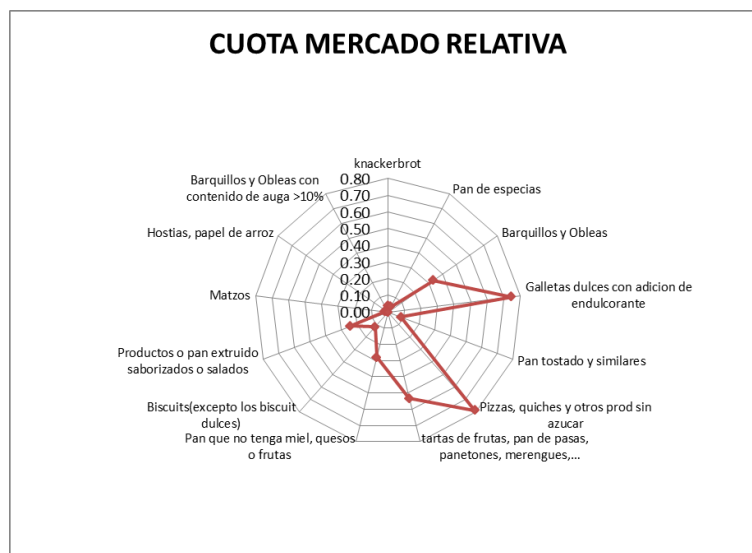 CUOTA MERCADO RELATIVA
knackerbrot
Pan de especias
Barquillos y Obleas
Galletas dulces con adicion de
endulcorante
Pan tostado y similares
Pizzas, quiches y otros prod sin
azucar
tartas de frutas, pan de pasas,
panetones, merengues,...
Pan que no tenga miel, quesos
o frutas
Biscuits(excepto los biscuit
dulces)
Productos o pan extruido
saborizados o salados
Matzos
Hostias, papel de arroz
Barquillos y Obleas con
contenido de auga >10%
0.80
0.70
0.60
0.50
0.40
0.30
0.20
0.10
0.00